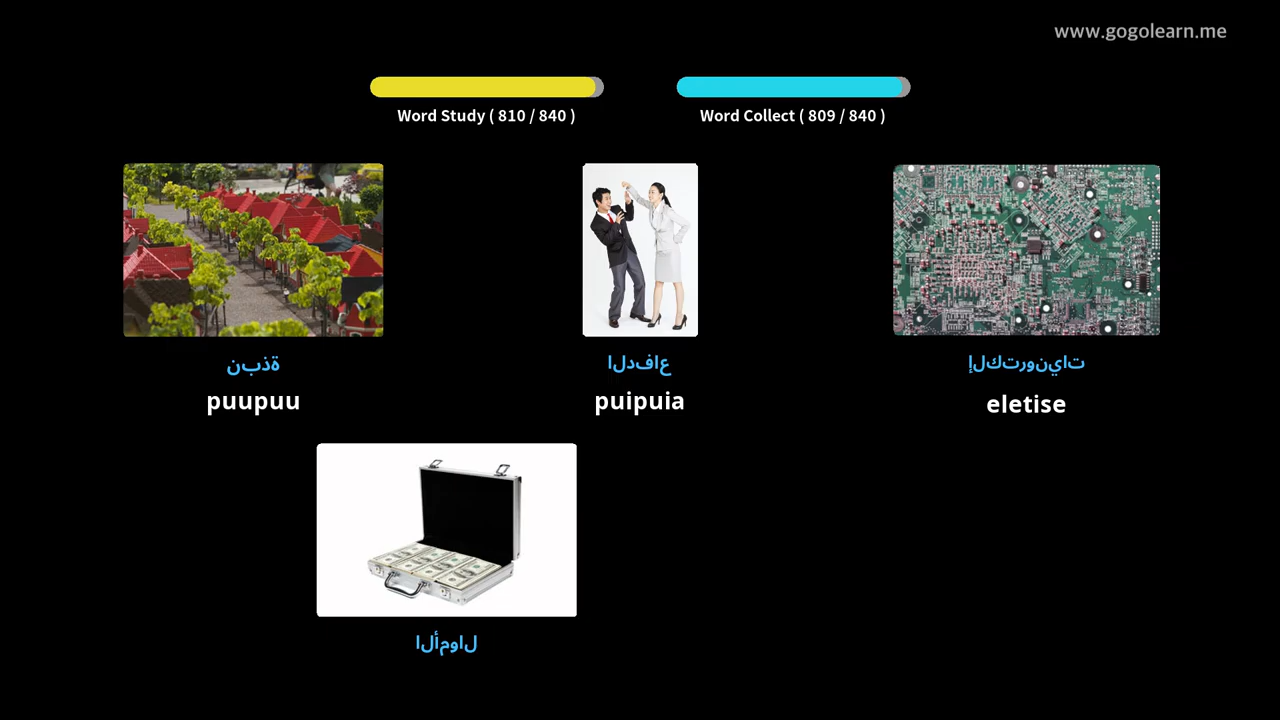 www.gogolearn.me
Word Study ( 810 / 840 )
Word Collect ( 809 / 840 )
نبذة
الدفاع
إلكترونيات
puupuu
puipuia
eletise
الأموال